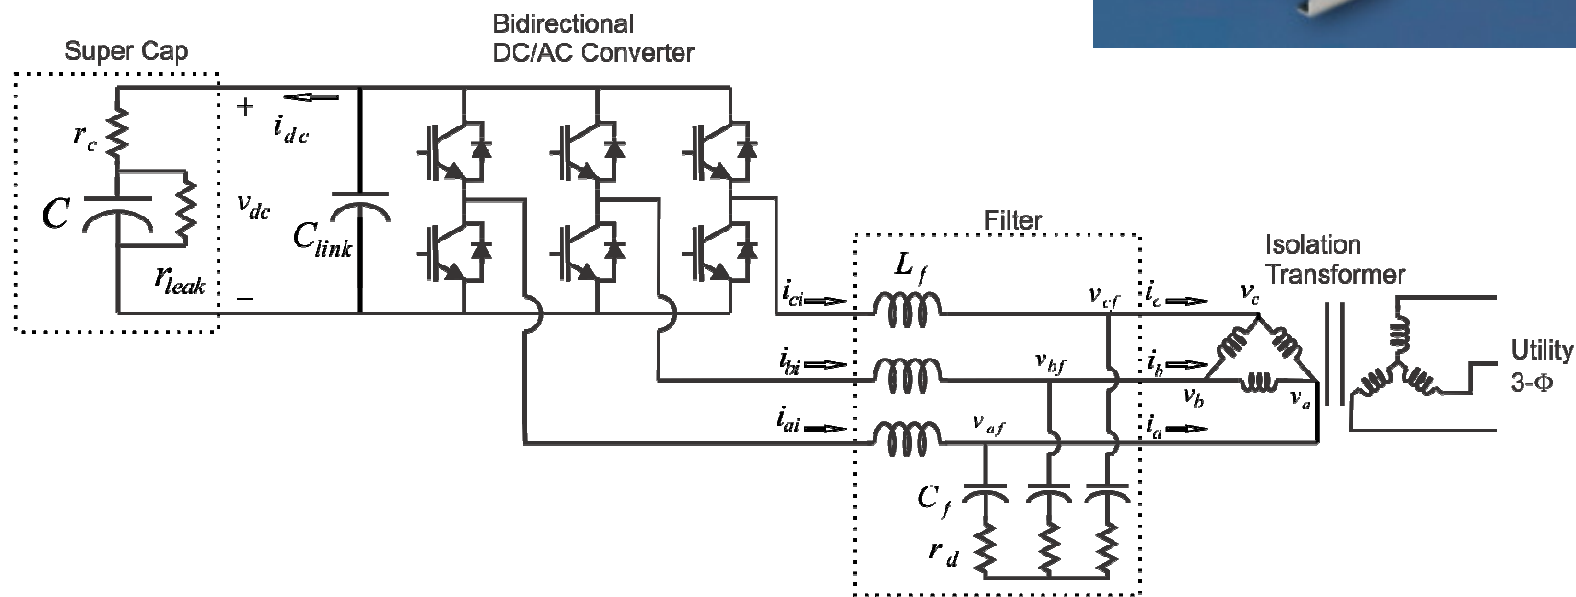 Super Cap
Bidirectional
DC/AC Converter
+
i_dc
r_c
C
v_dc
C_link
r_leak
−
Filter
L_f
Isolation
Transformer
i_ci
v_cf
i_c
v_c
i_bi
v_bf
i_b
v_b
v_a
Utility
3-Φ
i_ai
v_af
i_a
C_f
r_d